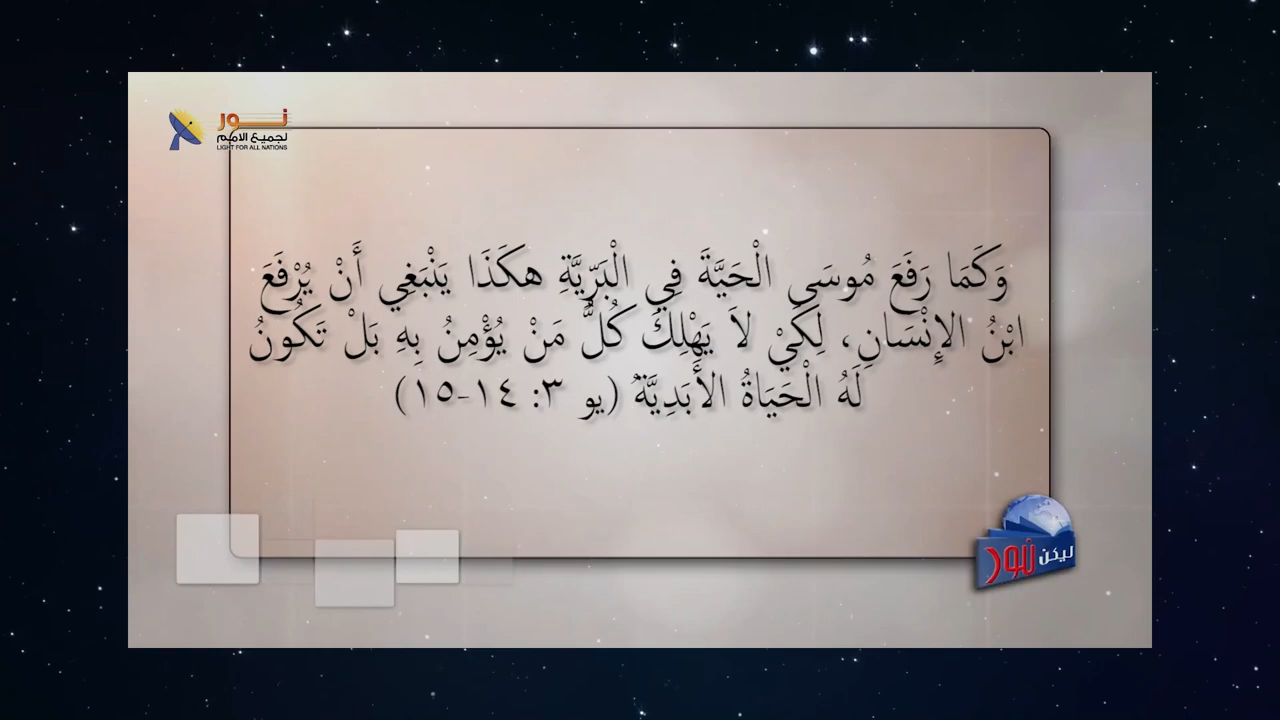 نور
لجميع الامم
LIGHT FOR ALL NATIONS
وَكَمَا رَفَعَ مُوسَى الْحَيَّةَ فِي الْبَرِّيَّةِ هكَذَا يَنْبَغِي أَنْ يُرْفَعَ
ابْنُ الإِنْسَانِ، لِكَيْ لاَ يَهْلِكَ كُلُّ مَنْ يُؤْمِنُ بِهِ بَلْ تَكُونُ
لَهُ الْحَيَاةُ الأَبَدِيَّةُ (يو ٣: ١٤-١٥)
ليكن نور